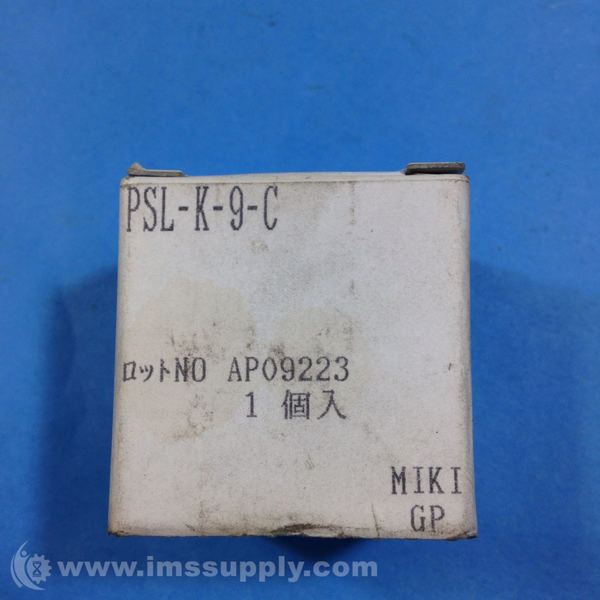 PSL-K-9-C
ロットNO AP09223
1 個入
MIKI
GP
www.imssupply.com